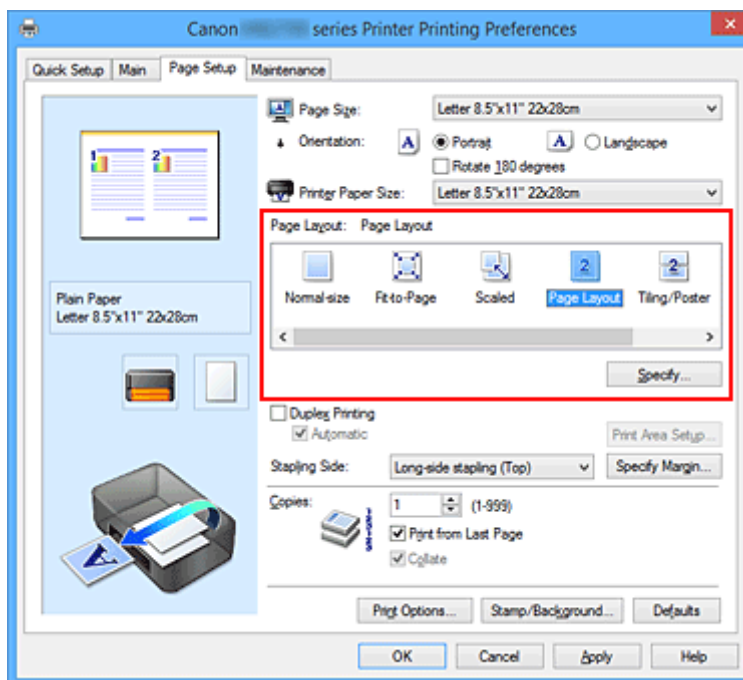 Canon series Printer Printing Preferences
Quick Setup Main Page Setup Maintenance
Page Size: Letter 8.5"x11" 22x28cm
Orientation: A Portrait A Landscape
Rotate 180 degrees
Printer Paper Size: Letter 8.5"x11" 22x28cm
1 2
Page Layout: Page Layout
2 2
Normal-size Fit-to-Page Scaled Page Layout Tiling/Poster
Plain Paper
Letter 8.5"x11" 22x28cm
Specify...
Duplex Printing
Automatic
Print Area Setup...
Stapling Side: Long-side stapling (Top) Specify Margin...
Copies: 1 (1-999)
Print from Last Page
Collate
A
Print Options... Stamp/Background... Defaults
OK Cancel Apply Help